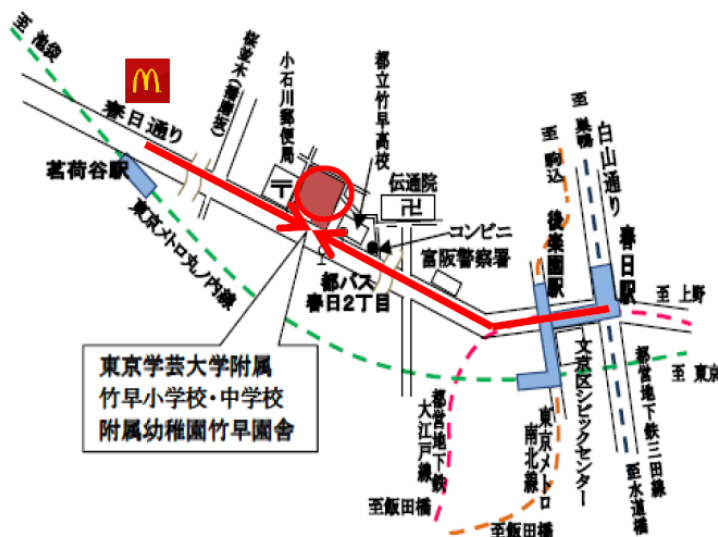 至 池袋
春日通り
桜並木(播磨坂)
小石川郵便局
都立竹早高校
伝通院
卍
コンビニ
富阪警察署
茗荷谷駅
東京メトロ丸ノ内線
〒
都バス
春日2丁目
東京学芸大学附属
竹早小学校・中学校
附属幼稚園竹早園舎
至 駒込
至 巣鴨
白山通り
後楽園駅
春日駅
至 上野
至 東京
文京区シビックセンター
都営地下鉄
大江戸線
至飯田橋
東京メトロ
南北線
至飯田橋
都営地下鉄三田線
至水道橋